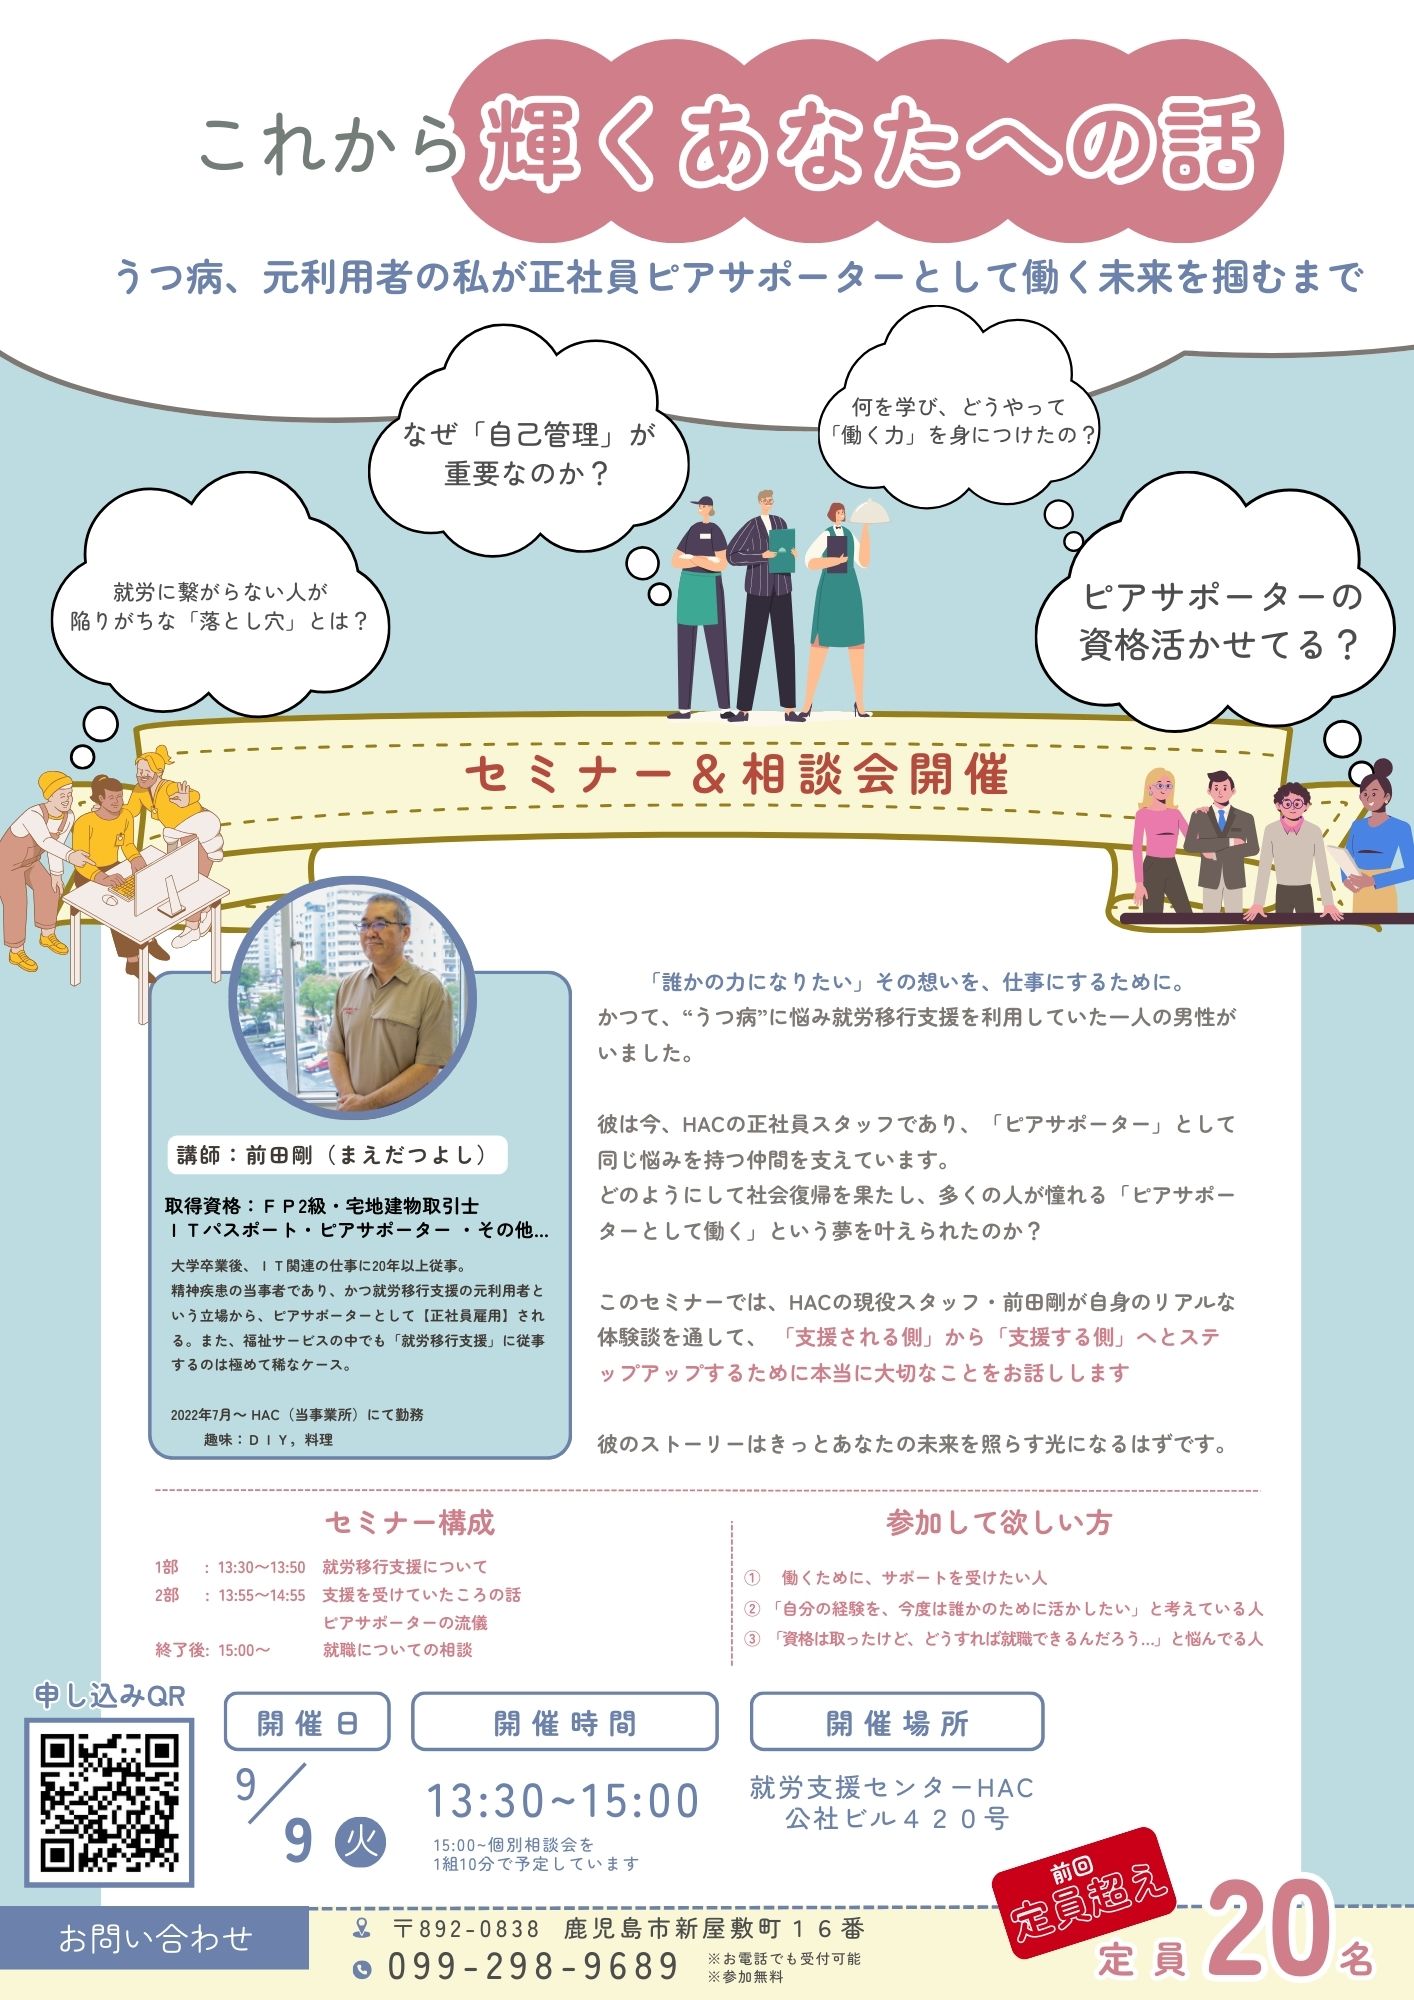 これから輝くあなたへの話
うつ病、元利用者の私が正社員ピアサポーターとして働く未来を掴むまで
何を学び、どうやって
「働く力」を身につけたの？
なぜ「自己管理」が
重要なのか？
就労に繋がらない人が
陥りがちな「落とし穴」とは？
ピアサポーターの
資格活かせてる？
セミナー＆相談会開催
講師：前田剛（まえだつよし）
取得資格：ＦＰ2級・宅地建物取引士
ＩＴパスポート・ピアサポーター ・その他...
大学卒業後、ＩＴ関連の仕事に20年以上従事。
精神疾患の当事者であり、かつ就労移行支援の元利用者と
いう立場から、ピアサポーターとして【正社員雇用】され
る。また、福祉サービスの中でも「就労移行支援」に従事
するのは極めて稀なケース。
2022年7月〜 HAC（当事業所）にて勤務
趣味：ＤＩＹ，料理
「誰かの力になりたい」その想いを、仕事にするために。
かつて、“うつ病”に悩み就労移行支援を利用していた一人の男性が
いました。
彼は今、HACの正社員スタッフであり、「ピアサポーター」として
同じ悩みを持つ仲間を支えています。
どのようにして社会復帰を果たし、多くの人が憧れる「ピアサポー
ターとして働く」という夢を叶えられたのか？
このセミナーでは、HACの現役スタッフ・前田剛が自身のリアルな
体験談を通して、「支援される側」から「支援する側」へとステ
ップアップするために本当に大切なことをお話しします
彼のストーリーはきっとあなたの未来を照らす光になるはずです。
セミナー構成
1部 : 13:30〜13:50 就労移行支援について
2部 : 13:55〜14:55 支援を受けていたころの話
ピアサポーターの流儀
終了後: 15:00〜 就職についての相談
参加して欲しい方
① 働くために、サポートを受けたい人
② 「自分の経験を、今度は誰かのために活かしたい」と考えている人
③ 「資格は取ったけど、どうすれば就職できるんだろう...」と悩んでる人
申し込みQR
開催日
9／9 火
開催時間
13:30~15:00
15:00~個別相談会を
1組10分で予定しています
開催場所
就労支援センターHAC
公社ビル４２０号
前回
定員超え
定員20名
お問い合わせ
〒892-0838 鹿児島市新屋敷町１６番
099-298-9689
※お電話でも受付可能
※参加無料